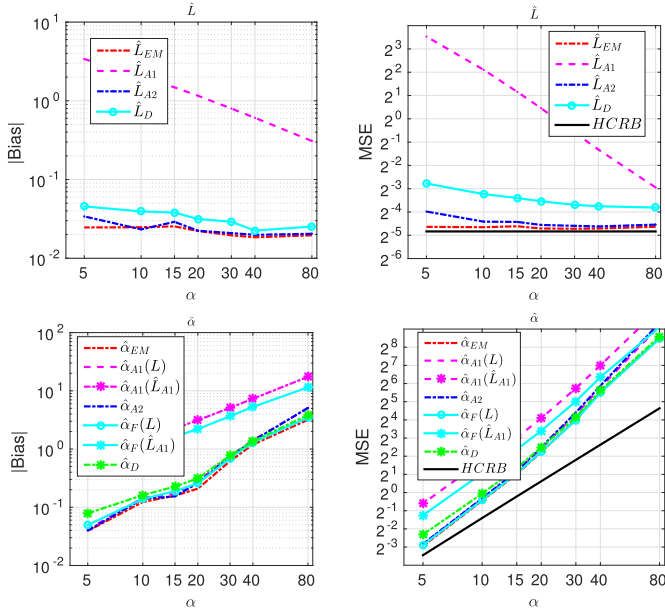 L̂
|Bias|
10^1
10^0
10^-1
10^-2
L̂_EM
L̂_A1
L̂_A2
L̂_D
5 10 15 20 30 40 80
α
L̂
MSE
2^3
2^2
2^1
2^0
2^-1
2^-2
2^-3
2^-4
2^-5
2^-6
L̂_EM
L̂_A1
L̂_A2
L̂_D
HCRB
5 10 15 20 30 40 80
α
α̂
|Bias|
10^2
10^1
10^0
10^-1
10^-2
α̂_EM
α̂_A1(L)
α̂_A1(L̂_A1)
α̂_A2
α̂_F(L)
α̂_F(L̂_A1)
α̂_D
5 10 15 20 30 40 80
α
α̂
MSE
2^8
2^7
2^6
2^5
2^4
2^3
2^2
2^1
2^0
2^-1
2^-2
2^-3
α̂_EM
α̂_A1(L)
α̂_A1(L̂_A1)
α̂_A2
α̂_F(L)
α̂_F(L̂_A1)
α̂_D
HCRB
5 10 15 20 30 40 80
α